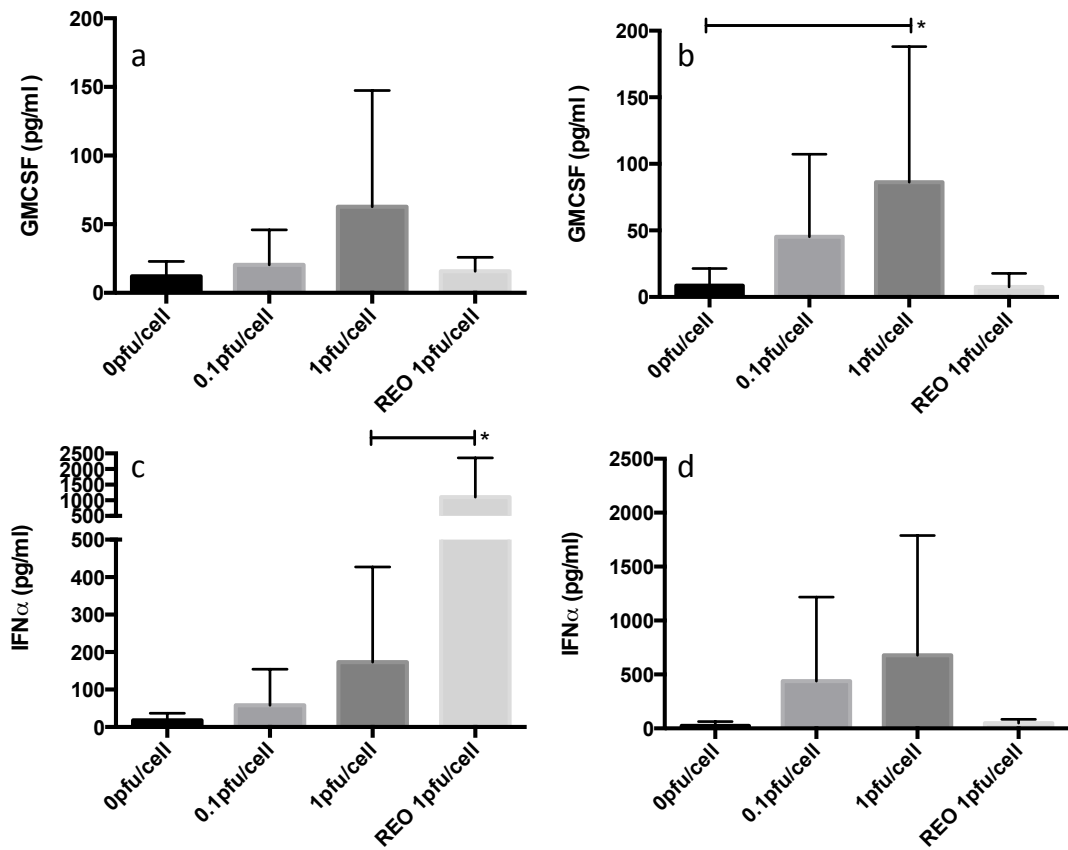 a
GMCSF (pg/ml )
200
150
100
50
0
0pfu/cell
0.1pfu/cell
1pfu/cell
REO 1pfu/cell
b
*
GMCSF (pg/ml )
200
150
100
50
0
0pfu/cell
0.1pfu/cell
1pfu/cell
REO 1pfu/cell
c
*
IFNα (pg/ml)
2500
2000
1500
1000
500
500
400
300
200
100
0
0pfu/cell
0.1pfu/cell
1pfu/cell
REO 1pfu/cell
d
IFNα (pg/ml)
2500
2000
1500
1000
500
0
0pfu/cell
0.1pfu/cell
1pfu/cell
REO 1pfu/cell